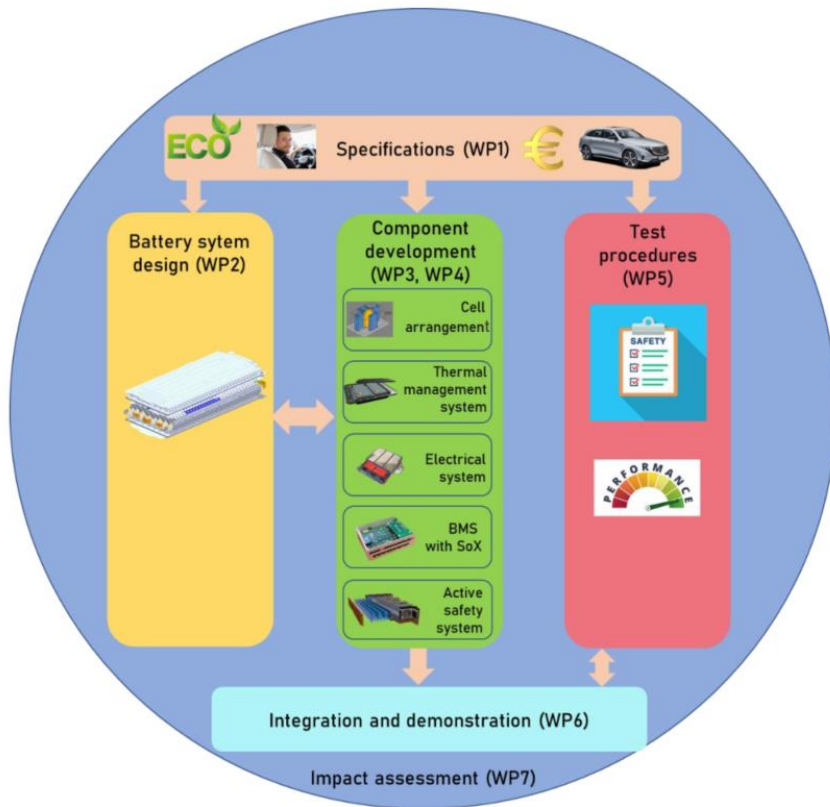 ECO
Specifications (WP1)
€
Battery sytem
design (WP2)
Component
development
(WP3, WP4)
Cell
arrangement
Thermal
management
system
Electrical
system
BMS
with SoX
Active
safety
system
Test
procedures
(WP5)
SAFETY
PERFORMANCE
Integration and demonstration (WP6)
Impact assessment (WP7)